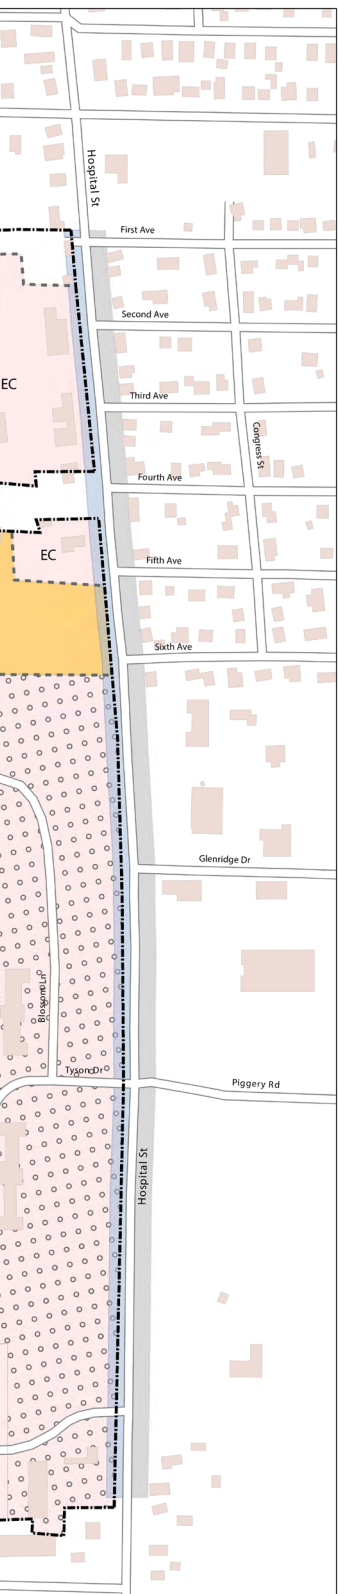 Hospital St
First Ave
Second Ave
EC
Third Ave
Congress St
Fourth Ave
EC
Fifth Ave
Sixth Ave
Glenridge Dr
Blossom Ln
Tyson Dr
Piggery Rd
Hospital St